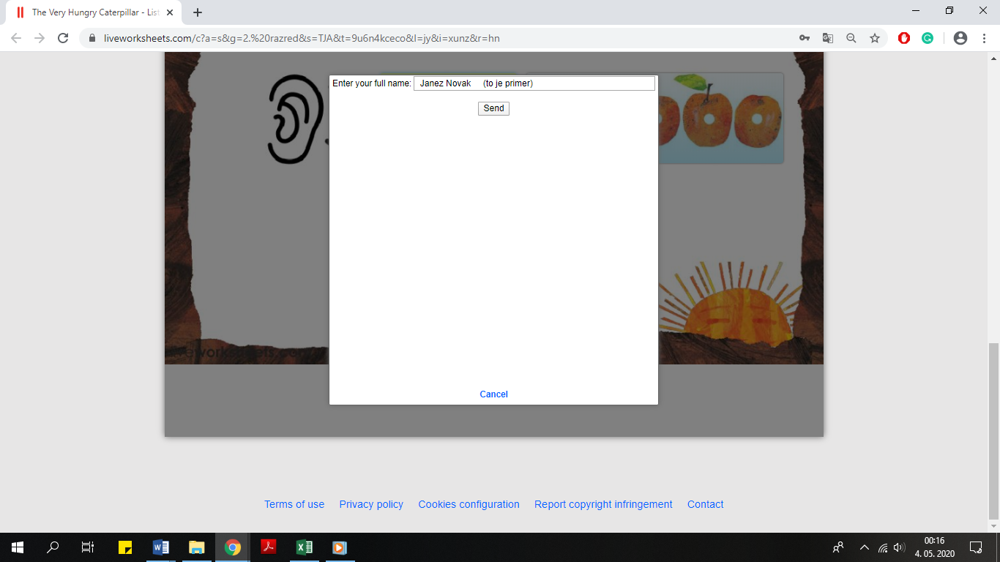 The Very Hungry Caterpillar - List
liveworksheets.com/c?a=s&g=2.%20razred&s=TJA&t=9u6n4kceco&l=jy&i=xunz&r=hn
Enter your full name: Janez Novak (to je primer)
Send
Cancel
Terms of use Privacy policy Cookies configuration Report copyright infringement Contact
00:16
4. 05. 2020